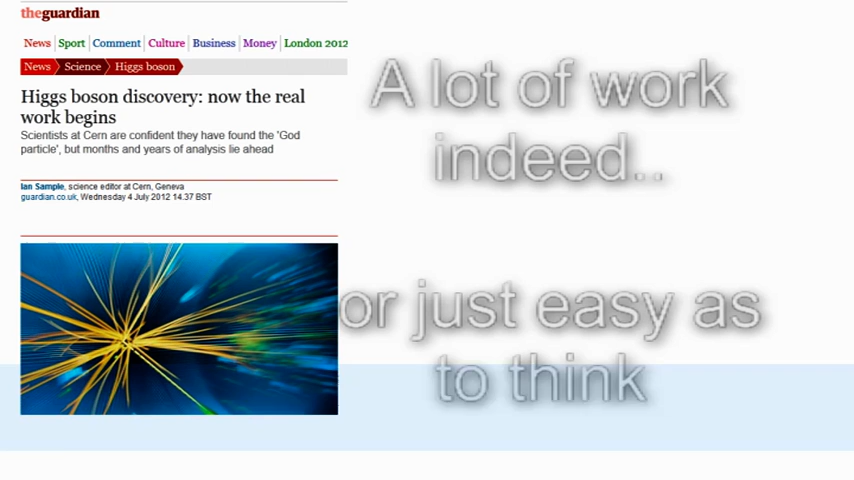 theguardian
News Sport Comment Culture Business Money London 2012
News Science Higgs boson
Higgs boson discovery: now the real
work begins
Scientists at Cern are confident they have found the 'God
particle', but months and years of analysis lie ahead
Ian Sample, science editor at Cern, Geneva
guardian.co.uk, Wednesday 4 July 2012 14.37 BST
A lot of work
indeed..
or just easy as
to think